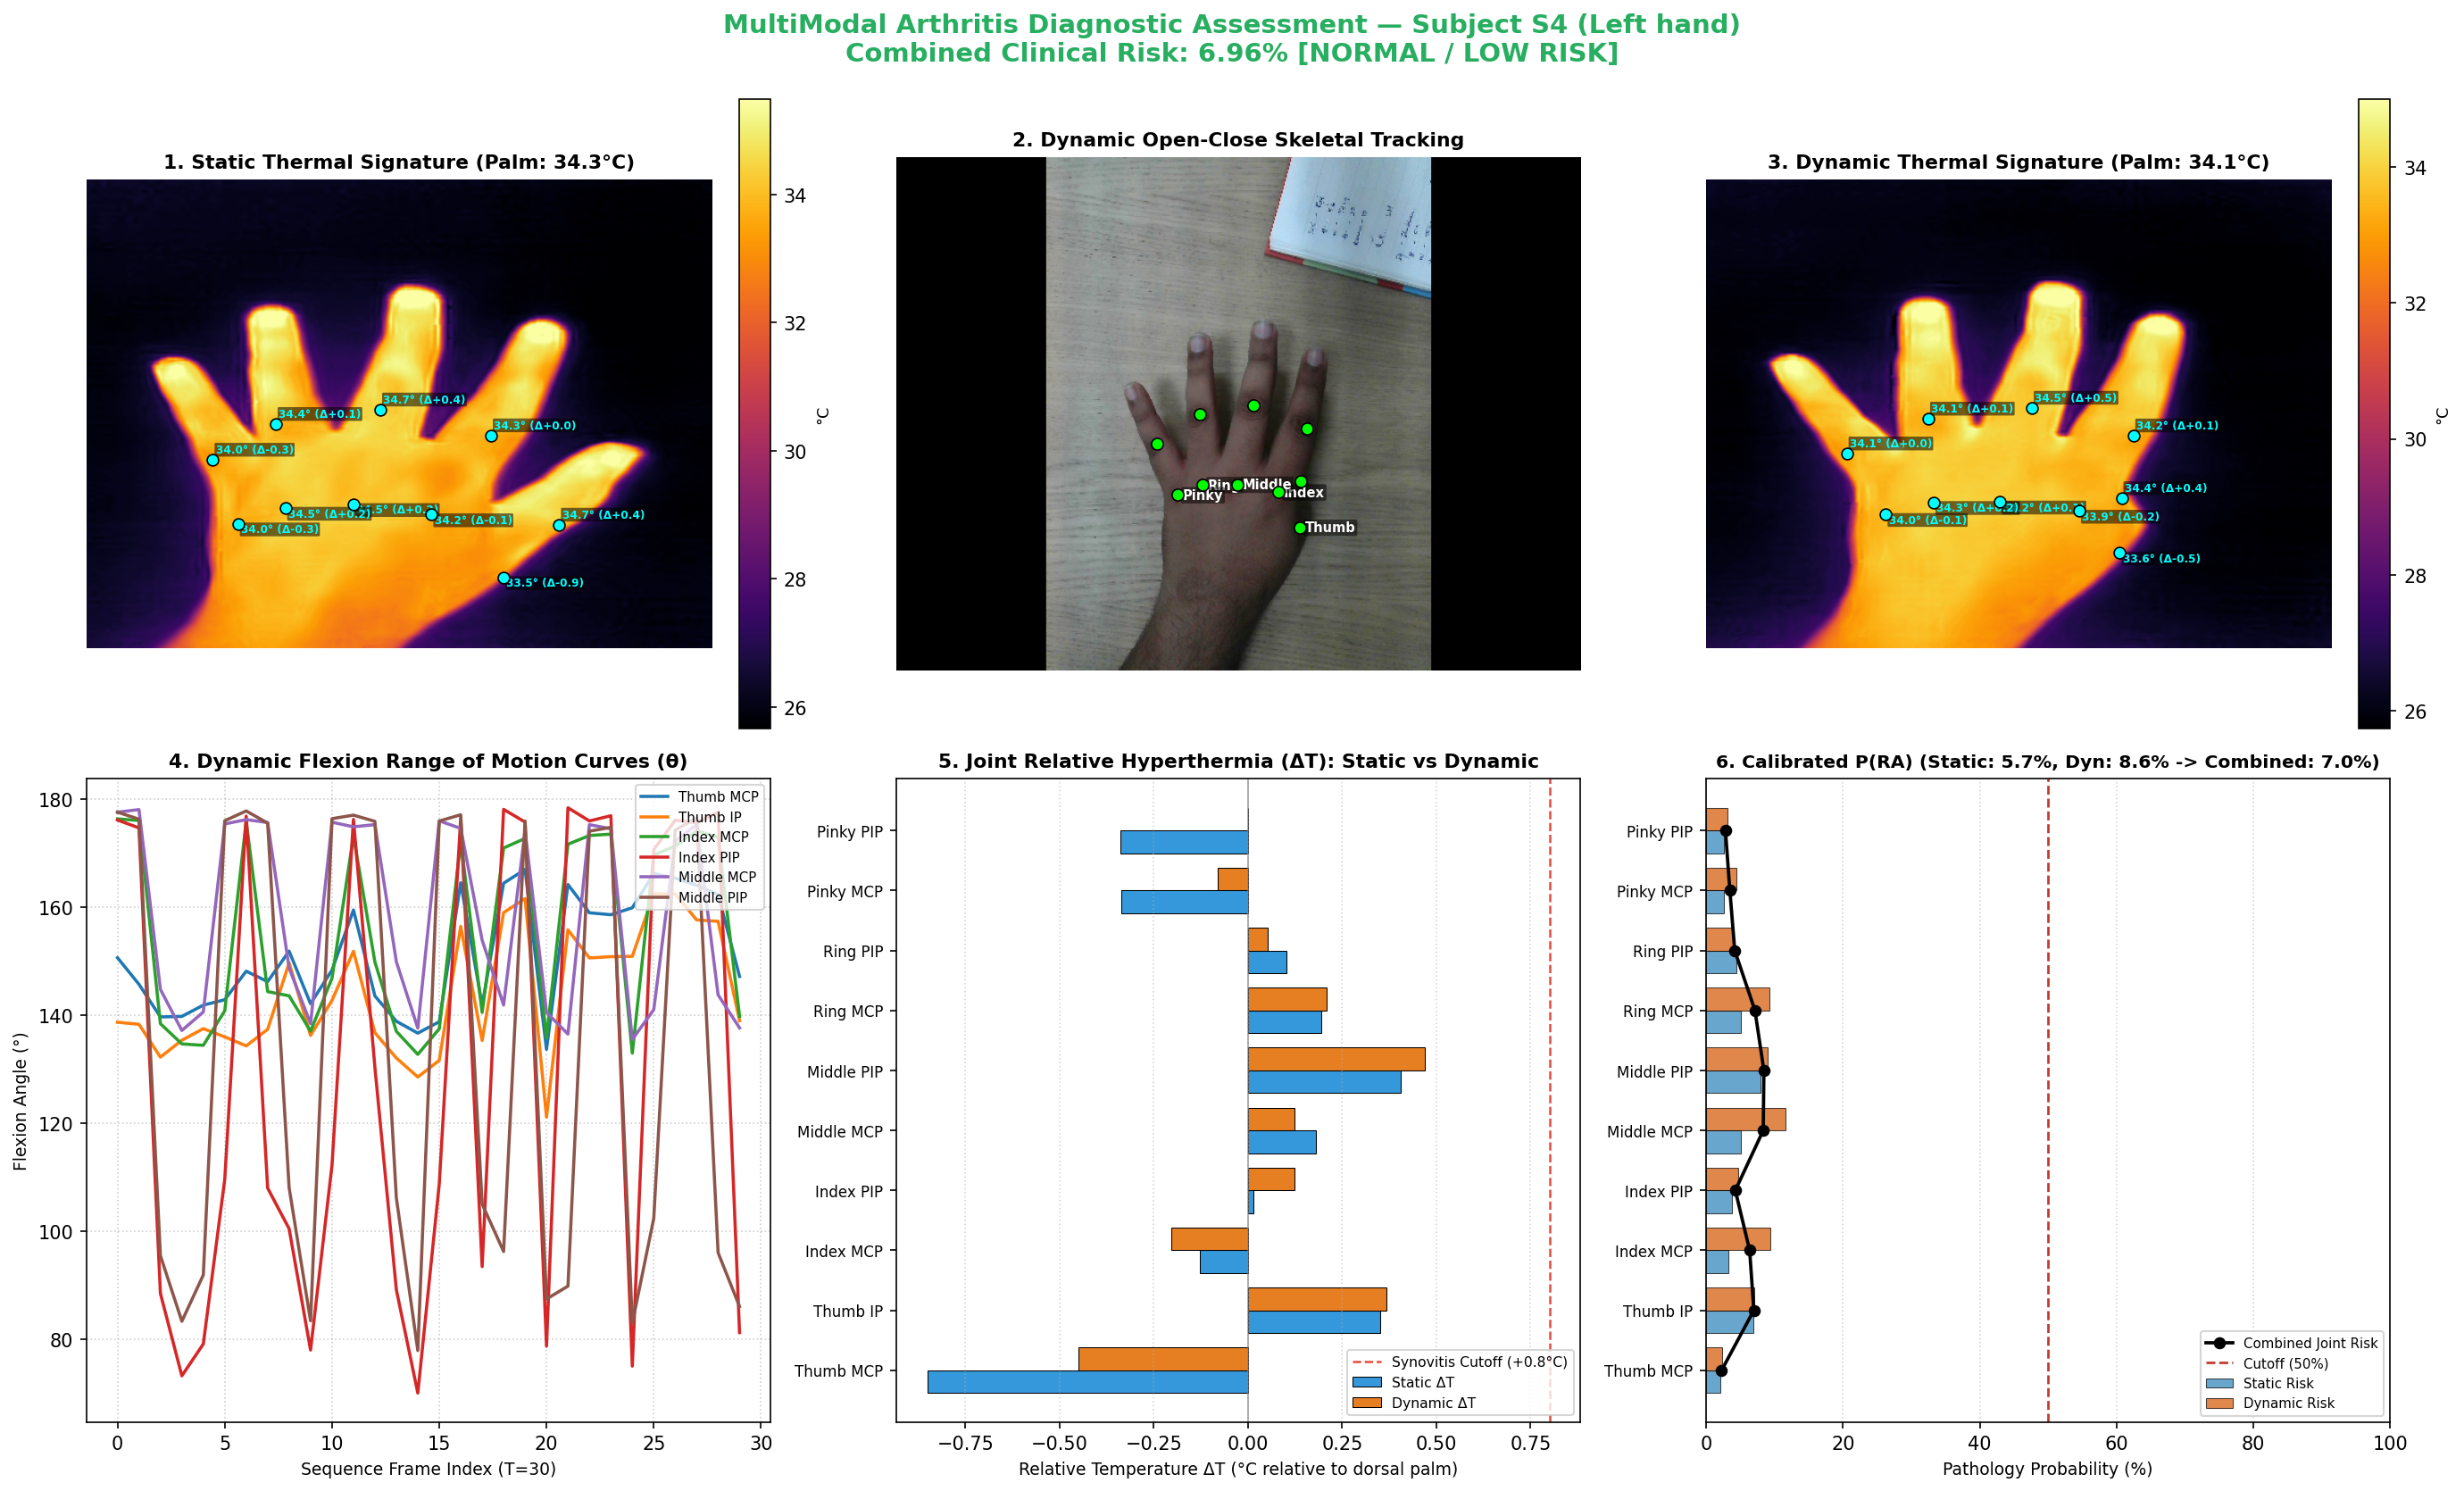 MultiModal Arthritis Diagnostic Assessment — Subject S4 (Left hand)
Combined Clinical Risk: 6.96% [NORMAL / LOW RISK]
1. Static Thermal Signature (Palm: 34.3°C)
34.4° (Δ+0.1)
34.7° (Δ+0.4)
34.3° (Δ+0.0)
34.0° (Δ-0.3)
34.5° (Δ+0.2)
34.0° (Δ-0.3)
34.2° (Δ-0.1)
34.7° (Δ+0.4)
33.5° (Δ-0.9)
34
32
30
28
26
°C
2. Dynamic Open-Close Skeletal Tracking
Pinky
Middle
Index
Thumb
3. Dynamic Thermal Signature (Palm: 34.1°C)
34.1° (Δ+0.1)
34.5° (Δ+0.5)
34.2° (Δ+0.1)
34.1° (Δ+0.0)
34.4° (Δ+0.4)
34.3° (Δ+0.2)
34.0° (Δ-0.1)
33.9° (Δ-0.2)
33.6° (Δ-0.5)
34
32
30
28
26
°C
4. Dynamic Flexion Range of Motion Curves (θ)
Flexion Angle (°)
180
160
140
120
100
80
Thumb MCP
Thumb IP
Index MCP
Index PIP
Middle MCP
Middle PIP
0 5 10 15 20 25 30
Sequence Frame Index (T=30)
5. Joint Relative Hyperthermia (ΔT): Static vs Dynamic
Pinky PIP
Pinky MCP
Ring PIP
Ring MCP
Middle PIP
Middle MCP
Index PIP
Index MCP
Thumb IP
Thumb MCP
Synovitis Cutoff (+0.8°C)
Static ΔT
Dynamic ΔT
−0.75 −0.50 −0.25 0.00 0.25 0.50 0.75
Relative Temperature ΔT (°C relative to dorsal palm)
6. Calibrated P(RA) (Static: 5.7%, Dyn: 8.6% -> Combined: 7.0%)
Pinky PIP
Pinky MCP
Ring PIP
Ring MCP
Middle PIP
Middle MCP
Index PIP
Index MCP
Thumb IP
Thumb MCP
Combined Joint Risk
Cutoff (50%)
Static Risk
Dynamic Risk
0 20 40 60 80 100
Pathology Probability (%)